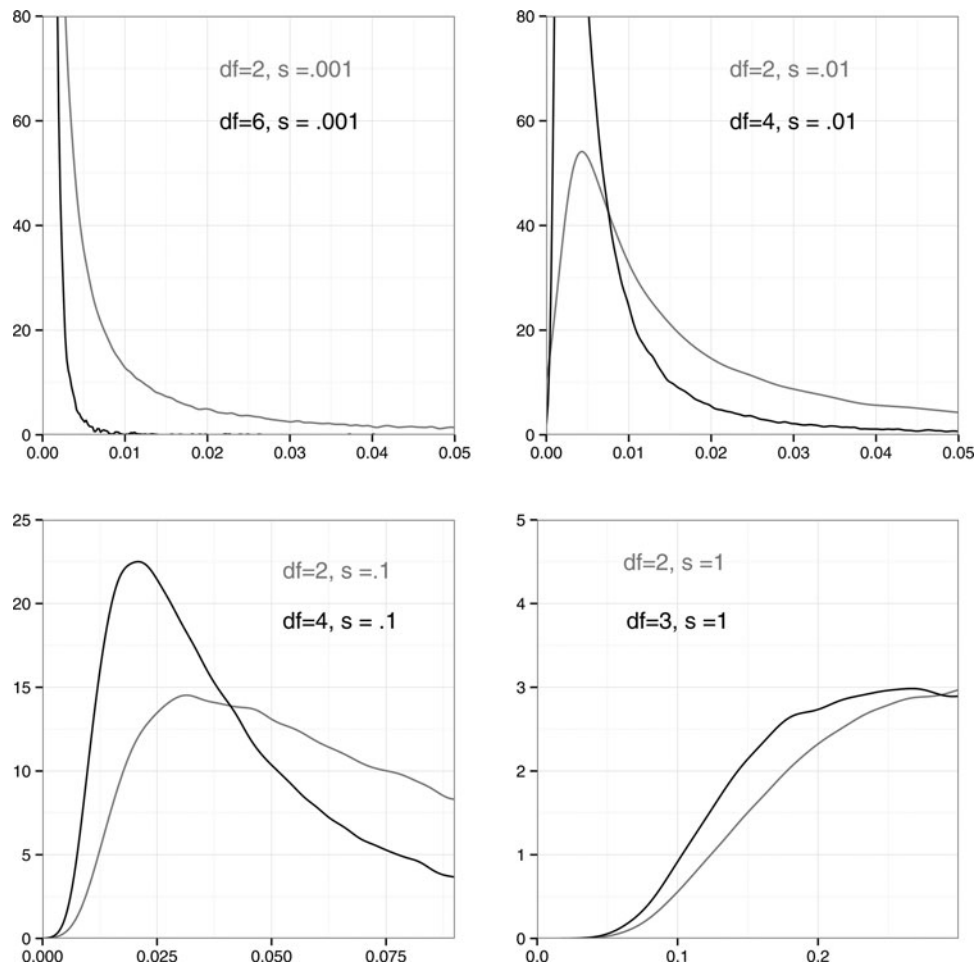 80
60
40
20
0
0.00 0.01 0.02 0.03 0.04 0.05
df=2, s =.001
df=6, s = .001
80
60
40
20
0
0.00 0.01 0.02 0.03 0.04 0.05
df=2, s =.01
df=4, s = .01
25
20
15
10
5
0
0.000 0.025 0.050 0.075
df=2, s =.1
df=4, s = .1
5
4
3
2
1
0
0.0 0.1 0.2
df=2, s =1
df=3, s =1